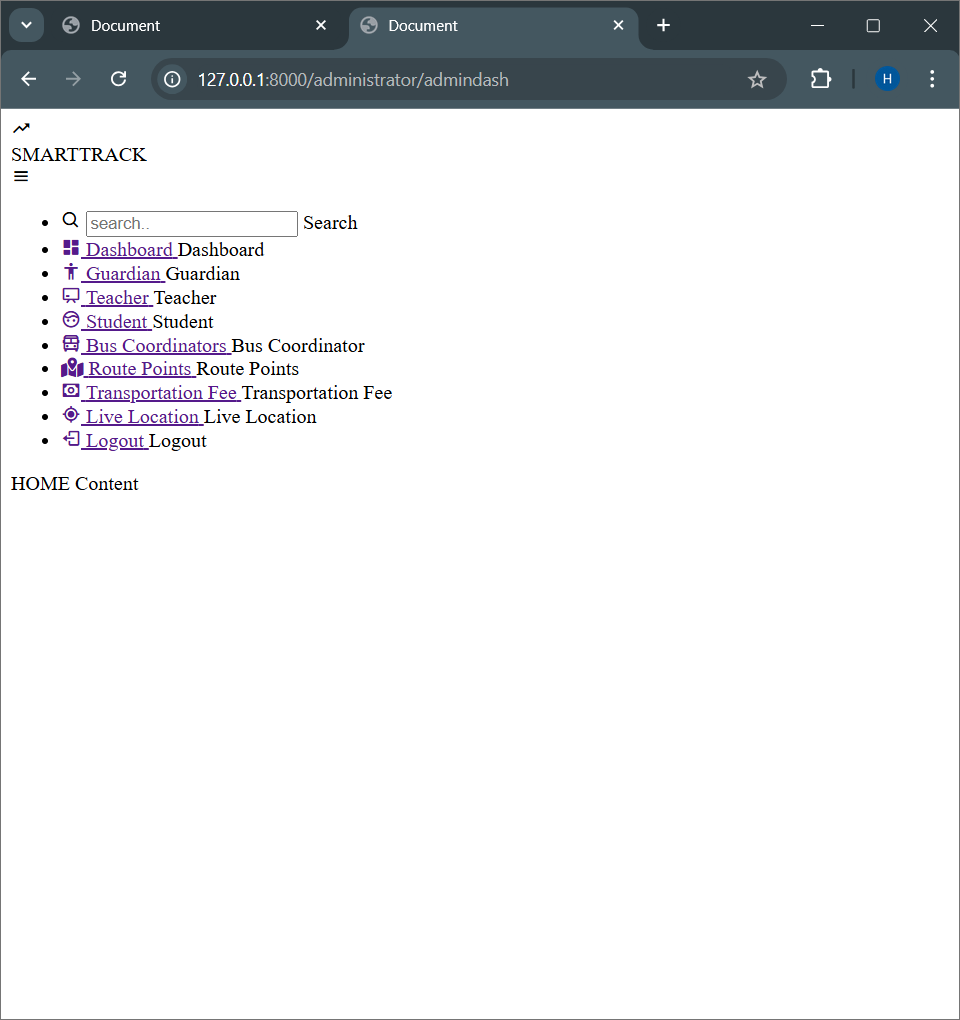 Document
Document
127.0.0.1:8000/administrator/admindash
H
SMARTTRACK
search.. Search
Dashboard Dashboard
Guardian Guardian
Teacher Teacher
Student Student
Bus Coordinators Bus Coordinator
Route Points Route Points
Transportation Fee Transportation Fee
Live Location Live Location
Logout Logout
HOME Content